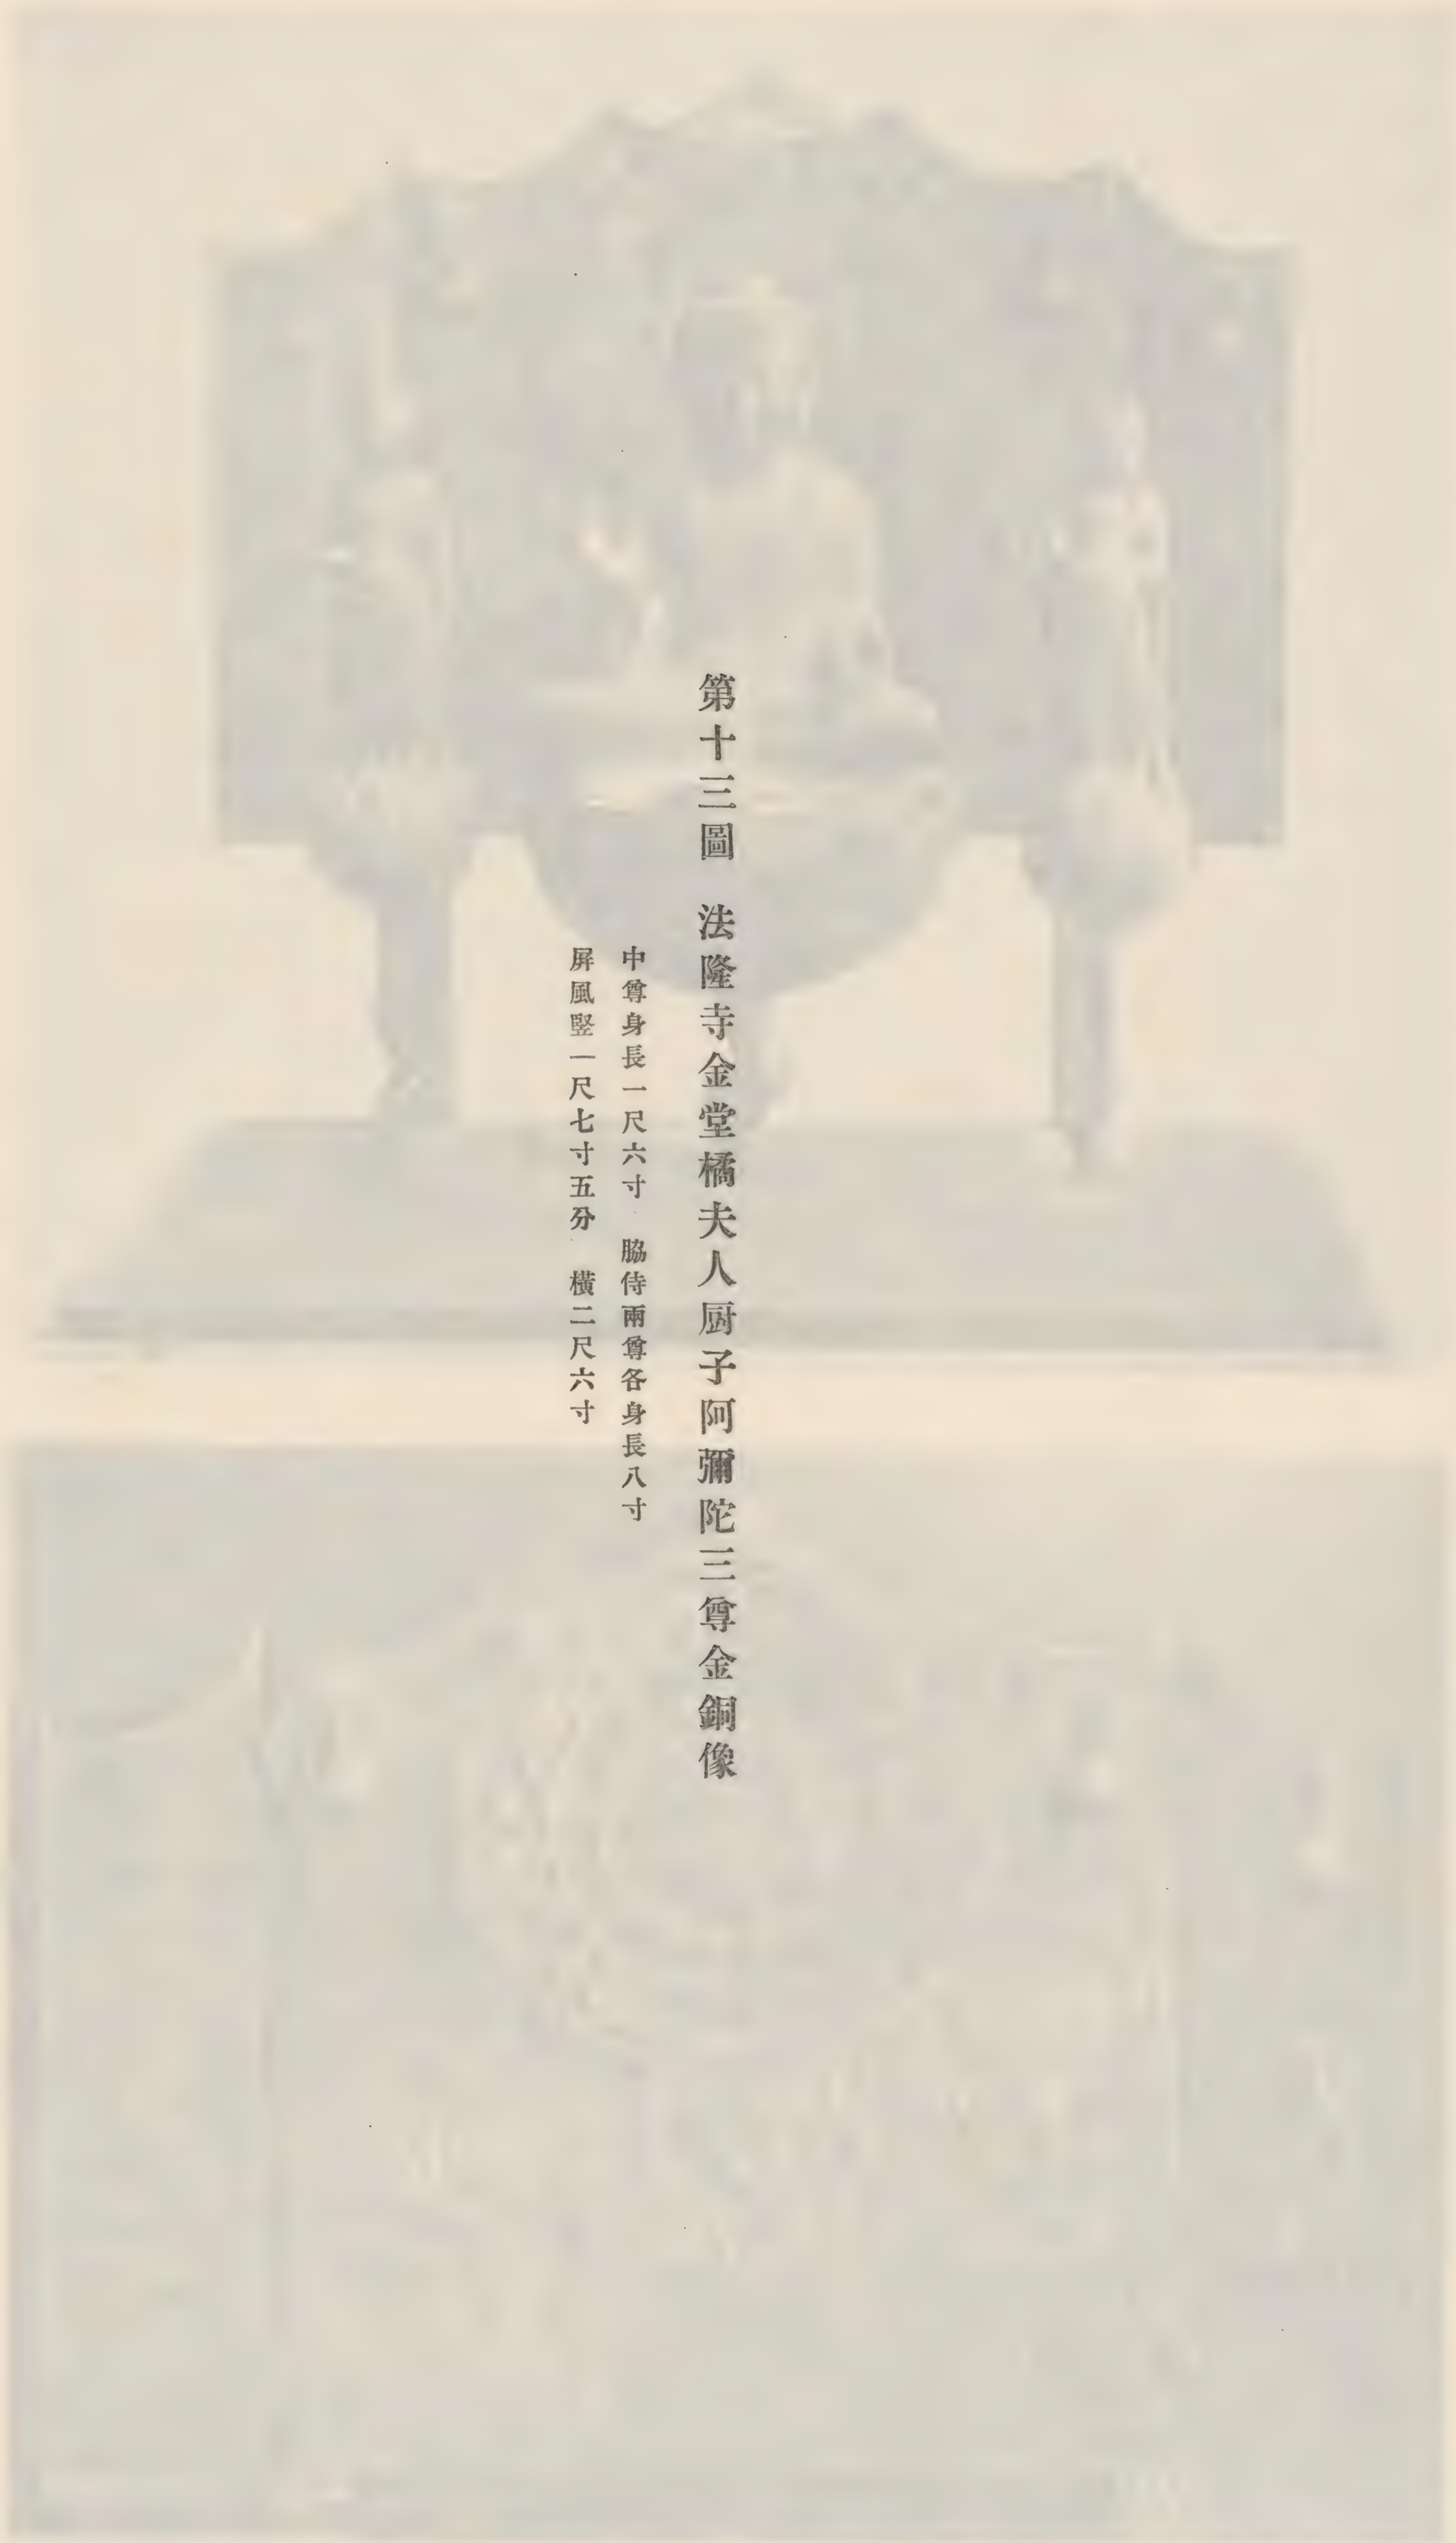 第十三圖　法隆寺金堂橘夫人厨子阿彌陀三尊金銅像
中尊身長一尺六寸　脇侍兩尊各身長八寸
屏風竪一尺七寸五分　橫二尺六寸